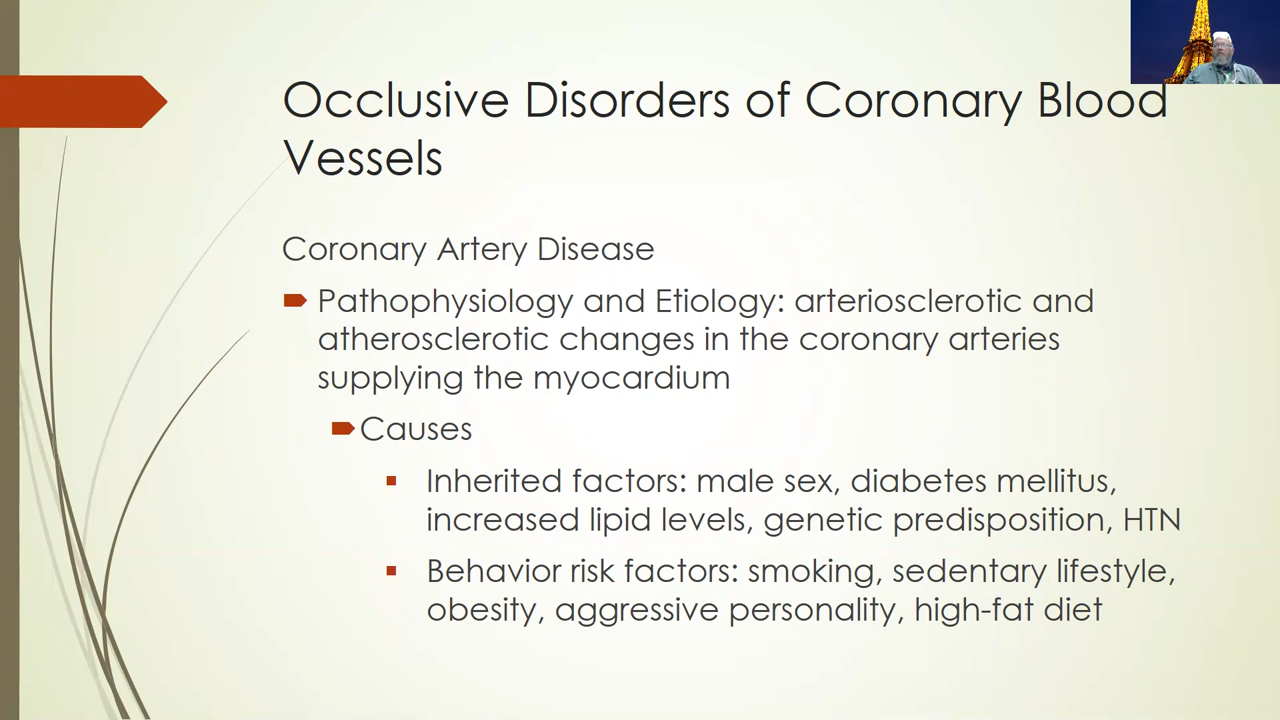 Occlusive Disorders of Coronary Blood
Vessels
Coronary Artery Disease
Pathophysiology and Etiology: arteriosclerotic and
atherosclerotic changes in the coronary arteries
supplying the myocardium
Causes
Inherited factors: male sex, diabetes mellitus,
increased lipid levels, genetic predisposition, HTN
Behavior risk factors: smoking, sedentary lifestyle,
obesity, aggressive personality, high-fat diet